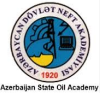 AZƏRBAYCAN DÖVLƏT NEFT AKADEMİYASI
1920
Azerbaijan State Oil Academy